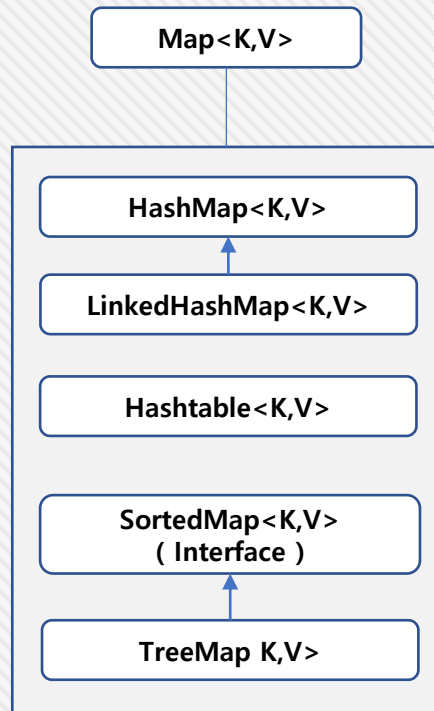 Map<K,V>
HashMap<K,V>
LinkedHashMap<K,V>
Hashtable<K,V>
SortedMap<K,V>
( Interface )
TreeMap K,V>